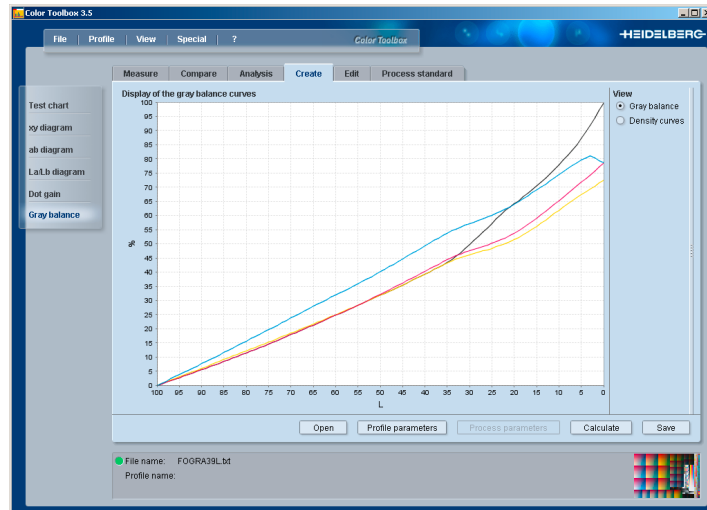 Color Toolbox 3.5
File Profile View Special ? Color Toolbox HEIDELBERG
Measure Compare Analysis Create Edit Process standard
Test chart
xy diagram
ab diagram
La/Lb diagram
Dot gain
Gray balance
Display of the gray balance curves
100
95
90
85
80
75
70
65
60
55
50
45
40
35
30
25
20
15
10
5
0
%
100 95 90 85 80 75 70 65 60 55 50 45 40 35 30 25 20 15 10 5 0
L
View
Gray balance
Density curves
Open Profile parameters Process parameters Calculate Save
File name: FOGRA39L.txt
Profile name: